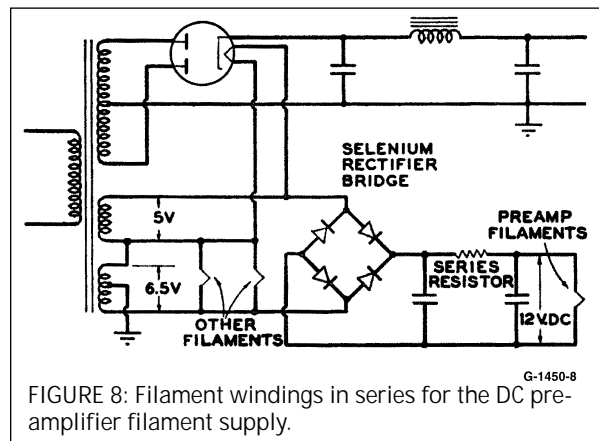 SELENIUM
RECTIFIER
BRIDGE
5V
6.5V
OTHER
FILAMENTS
PREAMP
FILAMENTS
SERIES
RESISTOR
12V.DC
G-1450-8
FIGURE 8: Filament windings in series for the DC pre-
amplifier filament supply.